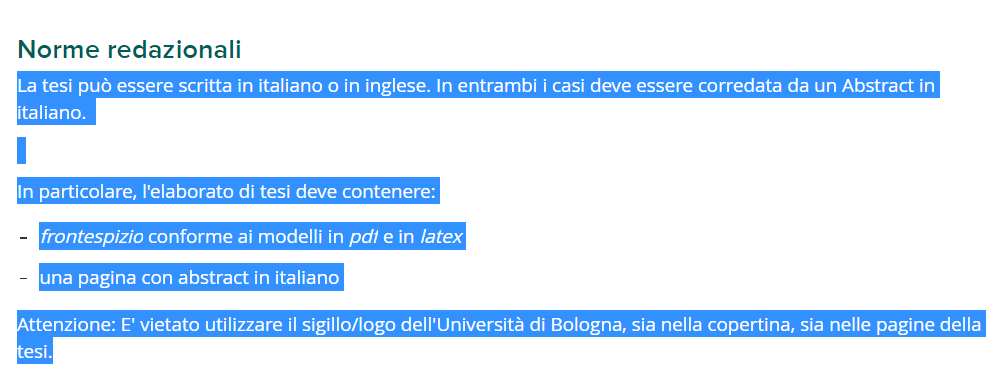 Norme redazionali
La tesi può essere scritta in italiano o in inglese. In entrambi i casi deve essere corredata da un Abstract in
italiano.
In particolare, l'elaborato di tesi deve contenere:
- frontespizio conforme ai modelli in pdf e in latex
- una pagina con abstract in italiano
Attenzione: E' vietato utilizzare il sigillo/logo dell'Università di Bologna, sia nella copertina, sia nelle pagine della
tesi.